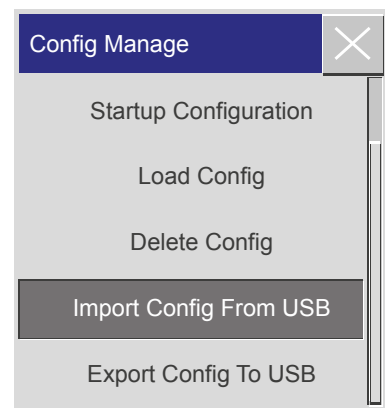 Config Manage
Startup Configuration
Load Config
Delete Config
Import Config From USB
Export Config To USB